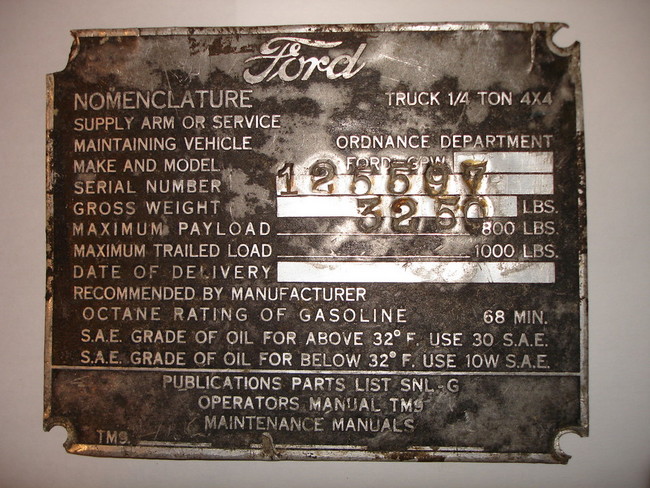 Ford
NOMENCLATURE TRUCK 1/4 TON 4X4
SUPPLY ARM OR SERVICE
MAINTAINING VEHICLE ORDNANCE DEPARTMENT
MAKE AND MODEL FORD-GPW
SERIAL NUMBER 125597
GROSS WEIGHT 3250 LBS.
MAXIMUM PAYLOAD 800 LBS.
MAXIMUM TRAILED LOAD 1000 LBS.
DATE OF DELIVERY
RECOMMENDED BY MANUFACTURER
OCTANE RATING OF GASOLINE 68 MIN.
S.A.E. GRADE OF OIL FOR ABOVE 32° F. USE 30 S.A.E.
S.A.E. GRADE OF OIL FOR BELOW 32° F. USE 10W S.A.E.
PUBLICATIONS PARTS LIST SNL-G
OPERATORS MANUAL TM9
MAINTENANCE MANUALS
TM9